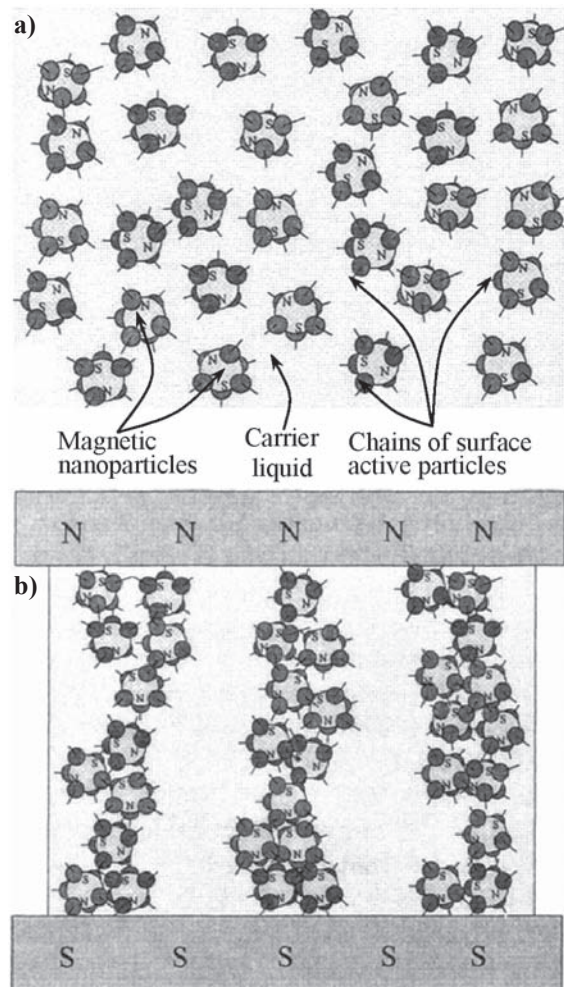 a)
Magnetic
nanoparticles
Carrier
liquid
Chains of surface
active particles
N N N N N
b)
S S S S S